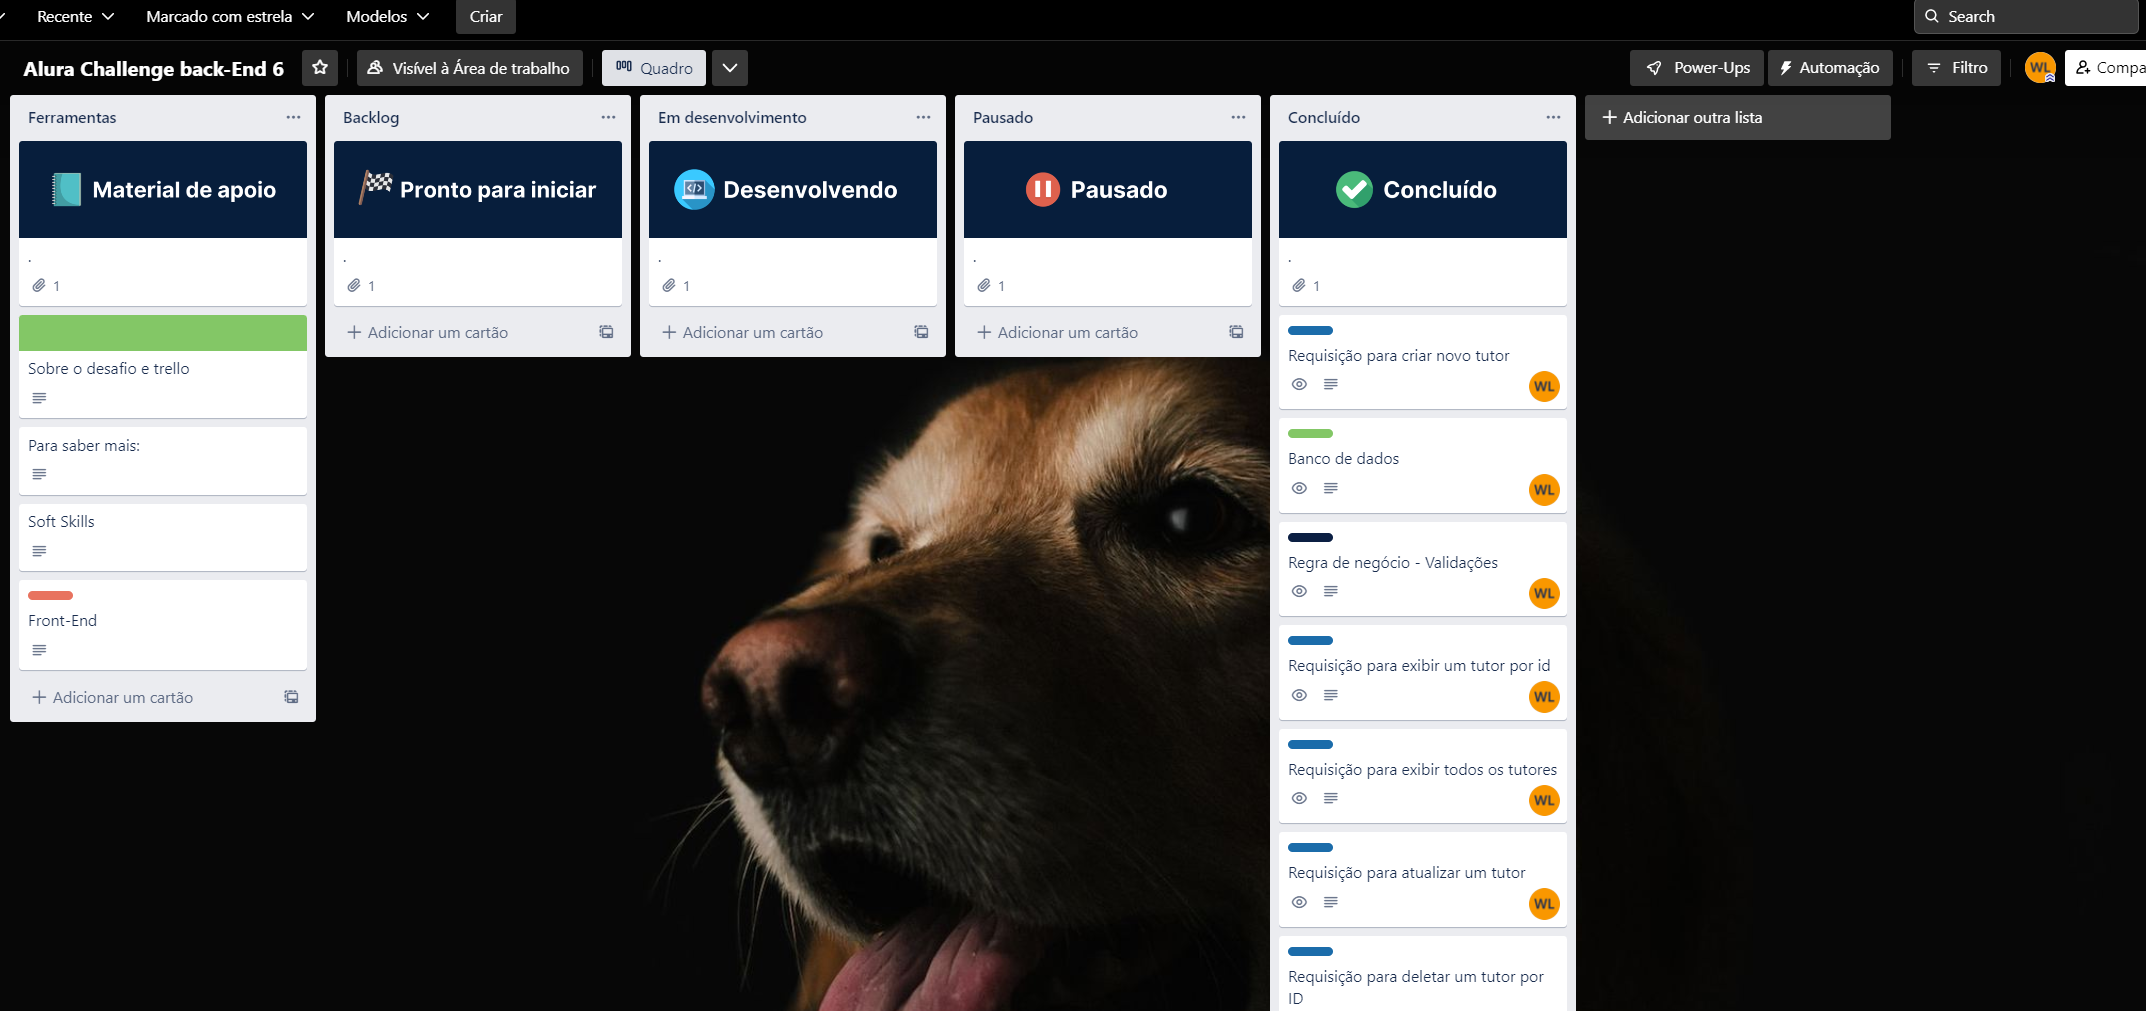 Recente
Marcado com estrela
Modelos
Criar
Search
Alura Challenge back-End 6
Visível à Área de trabalho
Quadro
Power-Ups
Automação
Filtro
WL
Compa
Ferramentas
Material de apoio
.
1
Sobre o desafio e trello
Para saber mais:
Soft Skills
Front-End
Adicionar um cartão
Backlog
Pronto para iniciar
.
1
Adicionar um cartão
Em desenvolvimento
Desenvolvendo
.
1
Adicionar um cartão
Pausado
Pausado
.
1
Adicionar um cartão
Concluído
Concluído
.
1
Requisição para criar novo tutor
WL
Banco de dados
WL
Regra de negócio - Validações
WL
Requisição para exibir um tutor por id
WL
Requisição para exibir todos os tutores
WL
Requisição para atualizar um tutor
WL
Requisição para deletar um tutor por
ID
Adicionar outra lista